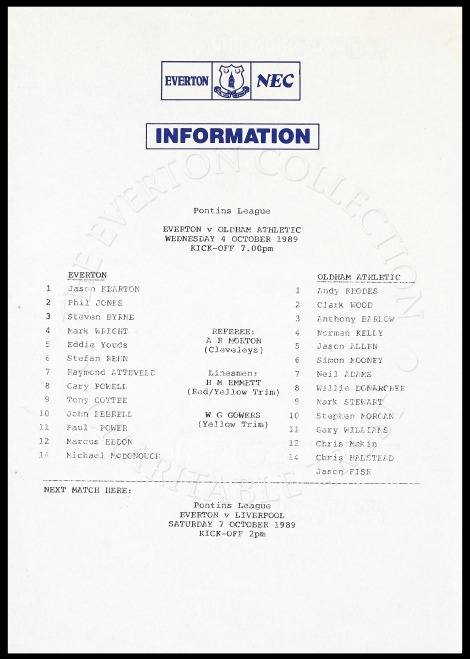 EVERTON NEC
INFORMATION
Pontins League
EVERTON v OLDHAM ATHLETIC
WEDNESDAY 4 OCTOBER 1989
KICK-OFF 7.00pm
EVERTON
1 Jason KEARTON
2 Phil JONES
3 Steven BYRNE
4 Mark WRIGHT
5 Eddie Youds
6 Stefan REHN
7 Raymond ATTEVELD
8 Gary POWELL
9 Tony COTTEE
10 John EBBRELL
11 Paul POWER
12 Marcus EBDON
14 Michael McDONOUGH
REFEREE:
A R MORTON
(Cleveleys)
Linesmen:
H M EMMETT
(Red/Yellow Trim)
W G GOWERS
(Yellow Trim)
OLDHAM ATHLETIC
1 Andy RHODES
2 Clark WOOD
3 Anthony BARLOW
4 Norman KELLY
5 Jason ALLEN
6 Simon MOONEY
7 Neil ADAMS
8 Willie DONACHIE
9 Mark STEWART
10 Stephen MORGAN
11 Gary WILLIAMS
12 Chris Makin
14 Chris HALSTEAD
Jason FISH
NEXT MATCH HERE:
Pontins League
EVERTON v LIVERPOOL
SATURDAY 7 OCTOBER 1989
KICK-OFF 2pm
THE EVERTON COLLECTION
CHARITABLE